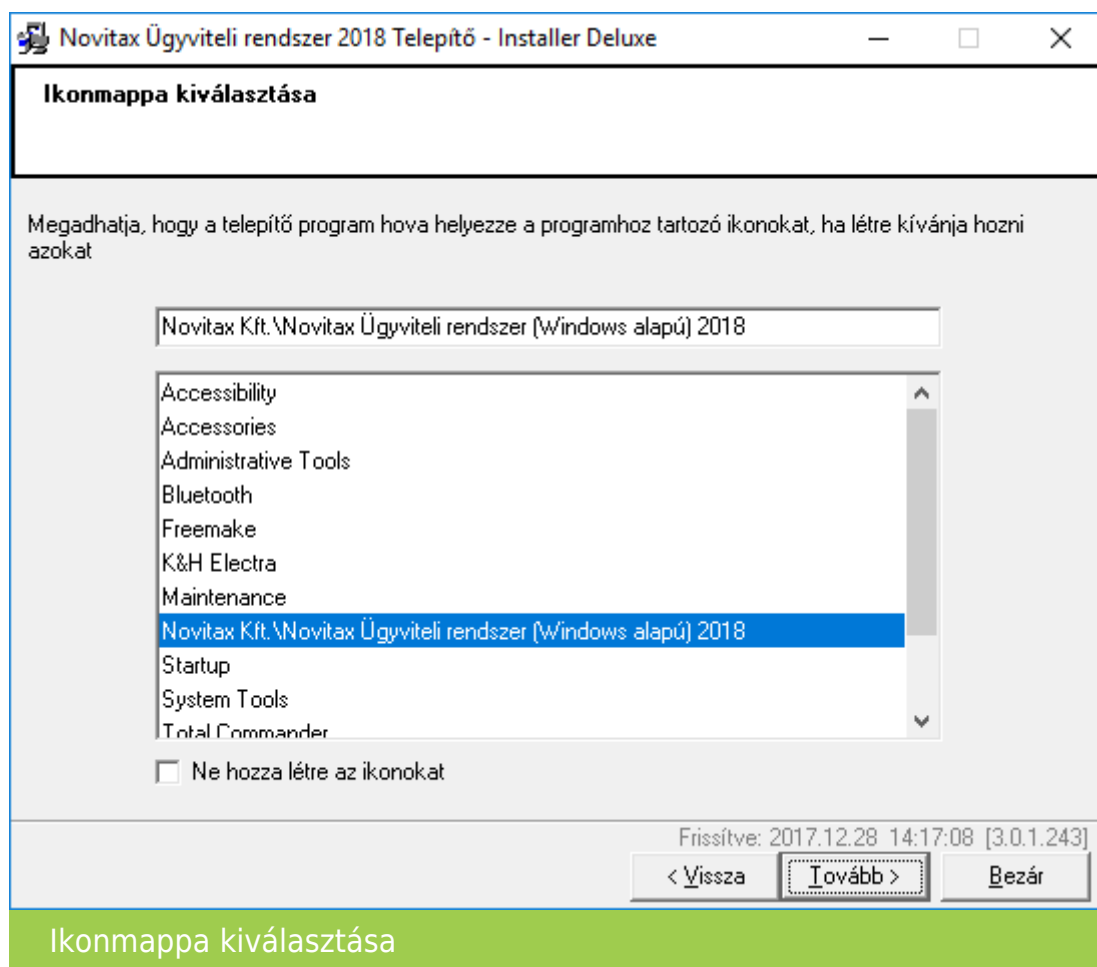 Novitax Ügyviteli rendszer 2018 Telepítő - Installer Deluxe
Ikonmappa kiválasztása
Megadhatja, hogy a telepítő program hova helyezze a programhoz tartozó ikonokat, ha létre kívánja hozni
azokat
Novitax Kft.\Novitax Ügyviteli rendszer (Windows alapú) 2018
Accessibility
Accessories
Administrative Tools
Bluetooth
Freemake
K&H Electra
Maintenance
Novitax Kft.\Novitax Ügyviteli rendszer (Windows alapú) 2018
Startup
System Tools
Total Commander
Ne hozza létre az ikonokat
Frissítve: 2017.12.28 14:17:08 [3.0.1.243]
< Vissza Tovább > Bezár
Ikonmappa kiválasztása